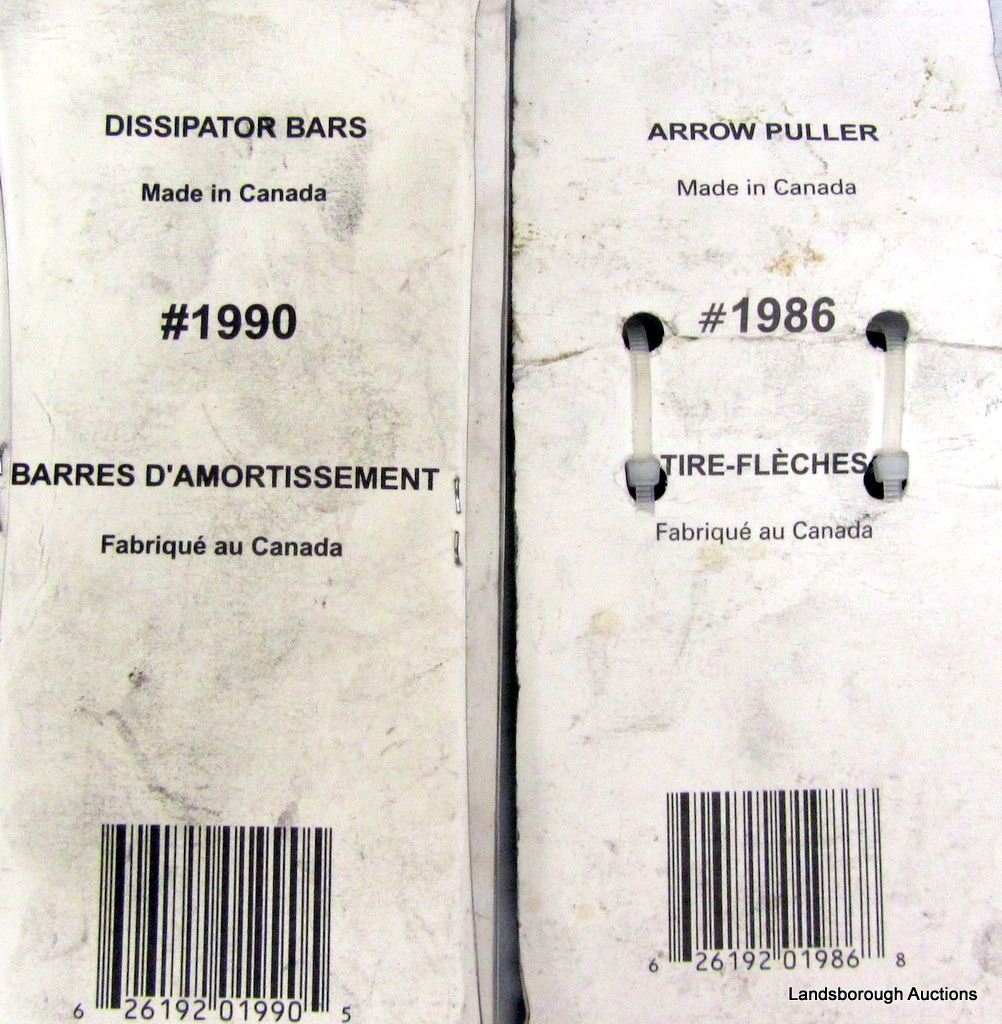 DISSIPATOR BARS
Made in Canada
#1990
BARRES D'AMORTISSEMENT
Fabriqué au Canada
6 26192 01990 5
ARROW PULLER
Made in Canada
#1986
TIRE-FLÈCHES
Fabriqué au Canada
6 26192 01986 8
Landsborough Auctions